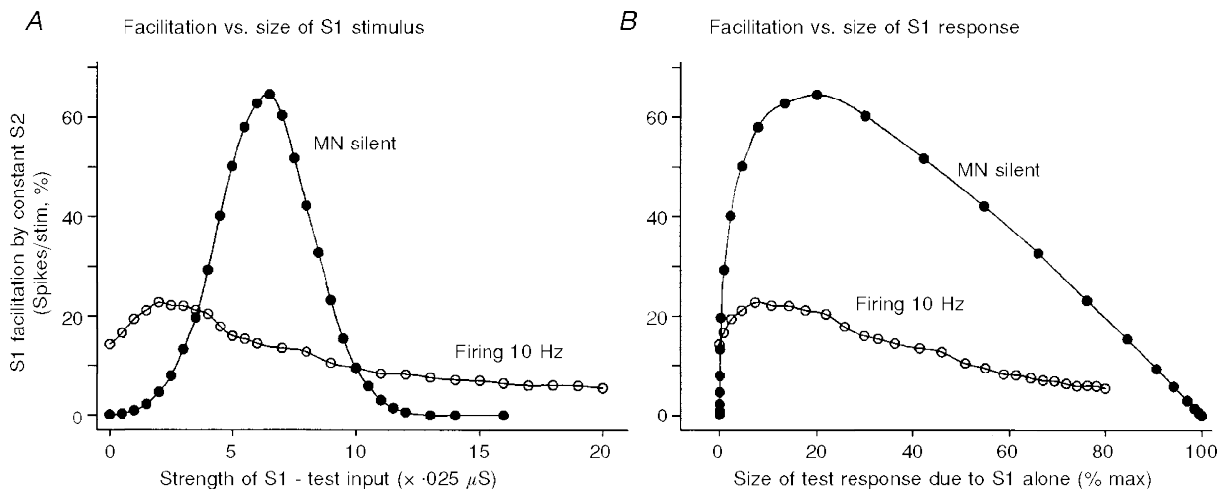 A Facilitation vs. size of S1 stimulus
S1 facilitation by constant S2
(Spikes/stim, %)
60
40
20
0
MN silent
Firing 10 Hz
0 5 10 15 20
Strength of S1 - test input (× ·025 µS)
B Facilitation vs. size of S1 response
60
40
20
0
MN silent
Firing 10 Hz
0 20 40 60 80 100
Size of test response due to S1 alone (% max)